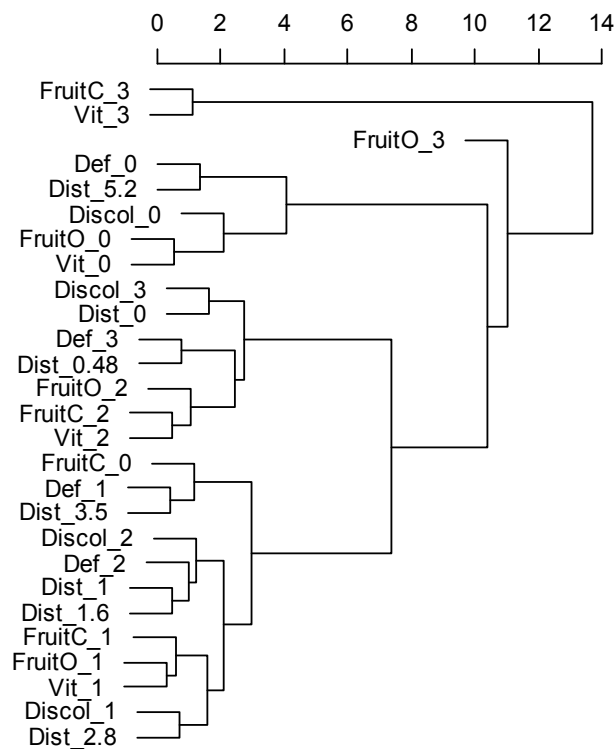 0 2 4 6 8 10 12 14
FruitC_3
Vit_3
FruitO_3
Def_0
Dist_5.2
Discol_0
FruitO_0
Vit_0
Discol_3
Dist_0
Def_3
Dist_0.48
FruitO_2
FruitC_2
Vit_2
FruitC_0
Def_1
Dist_3.5
Discol_2
Def_2
Dist_1
Dist_1.6
FruitC_1
FruitO_1
Vit_1
Discol_1
Dist_2.8